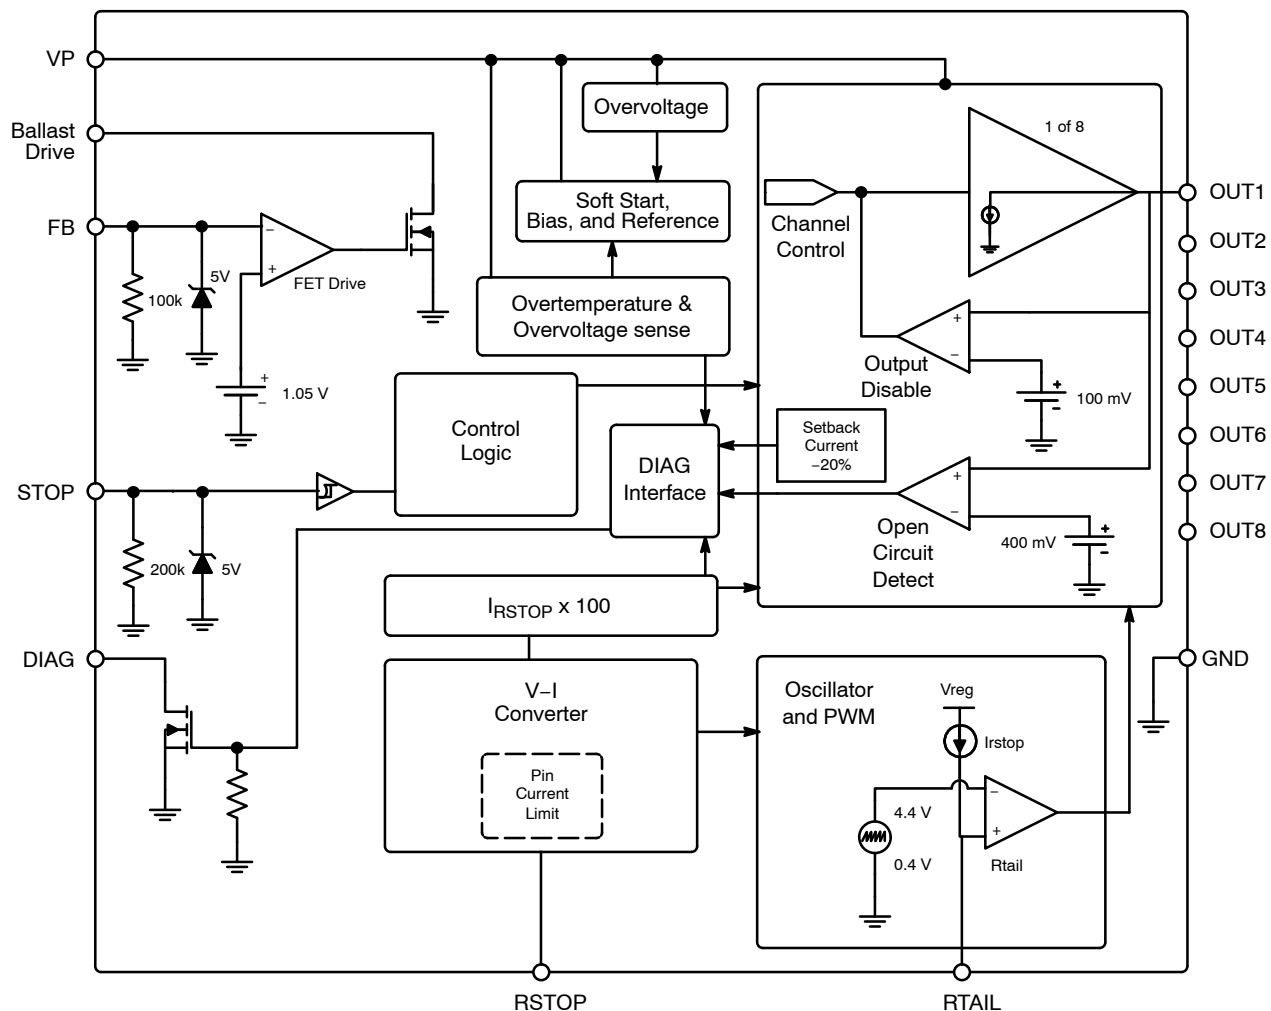 VP
Ballast
Drive
FB
100k
5V
−
+
FET Drive
+
−
1.05 V
Overvoltage
Soft Start,
Bias, and Reference
Overtemperature &
Overvoltage sense
1 of 8
Channel
Control
+
−
Output
Disable
+
−
100 mV
Setback
Current
−20%
+
−
Open
Circuit
Detect
+
−
400 mV
OUT1
OUT2
OUT3
OUT4
OUT5
OUT6
OUT7
OUT8
GND
STOP
200k
5V
Control
Logic
DIAG
Interface
DIAG
IRSTOP x 100
V−I
Converter
Pin
Current
Limit
Oscillator
and PWM
Vreg
Irstop
4.4 V
0.4 V
−
+
Rtail
RSTOP
RTAIL